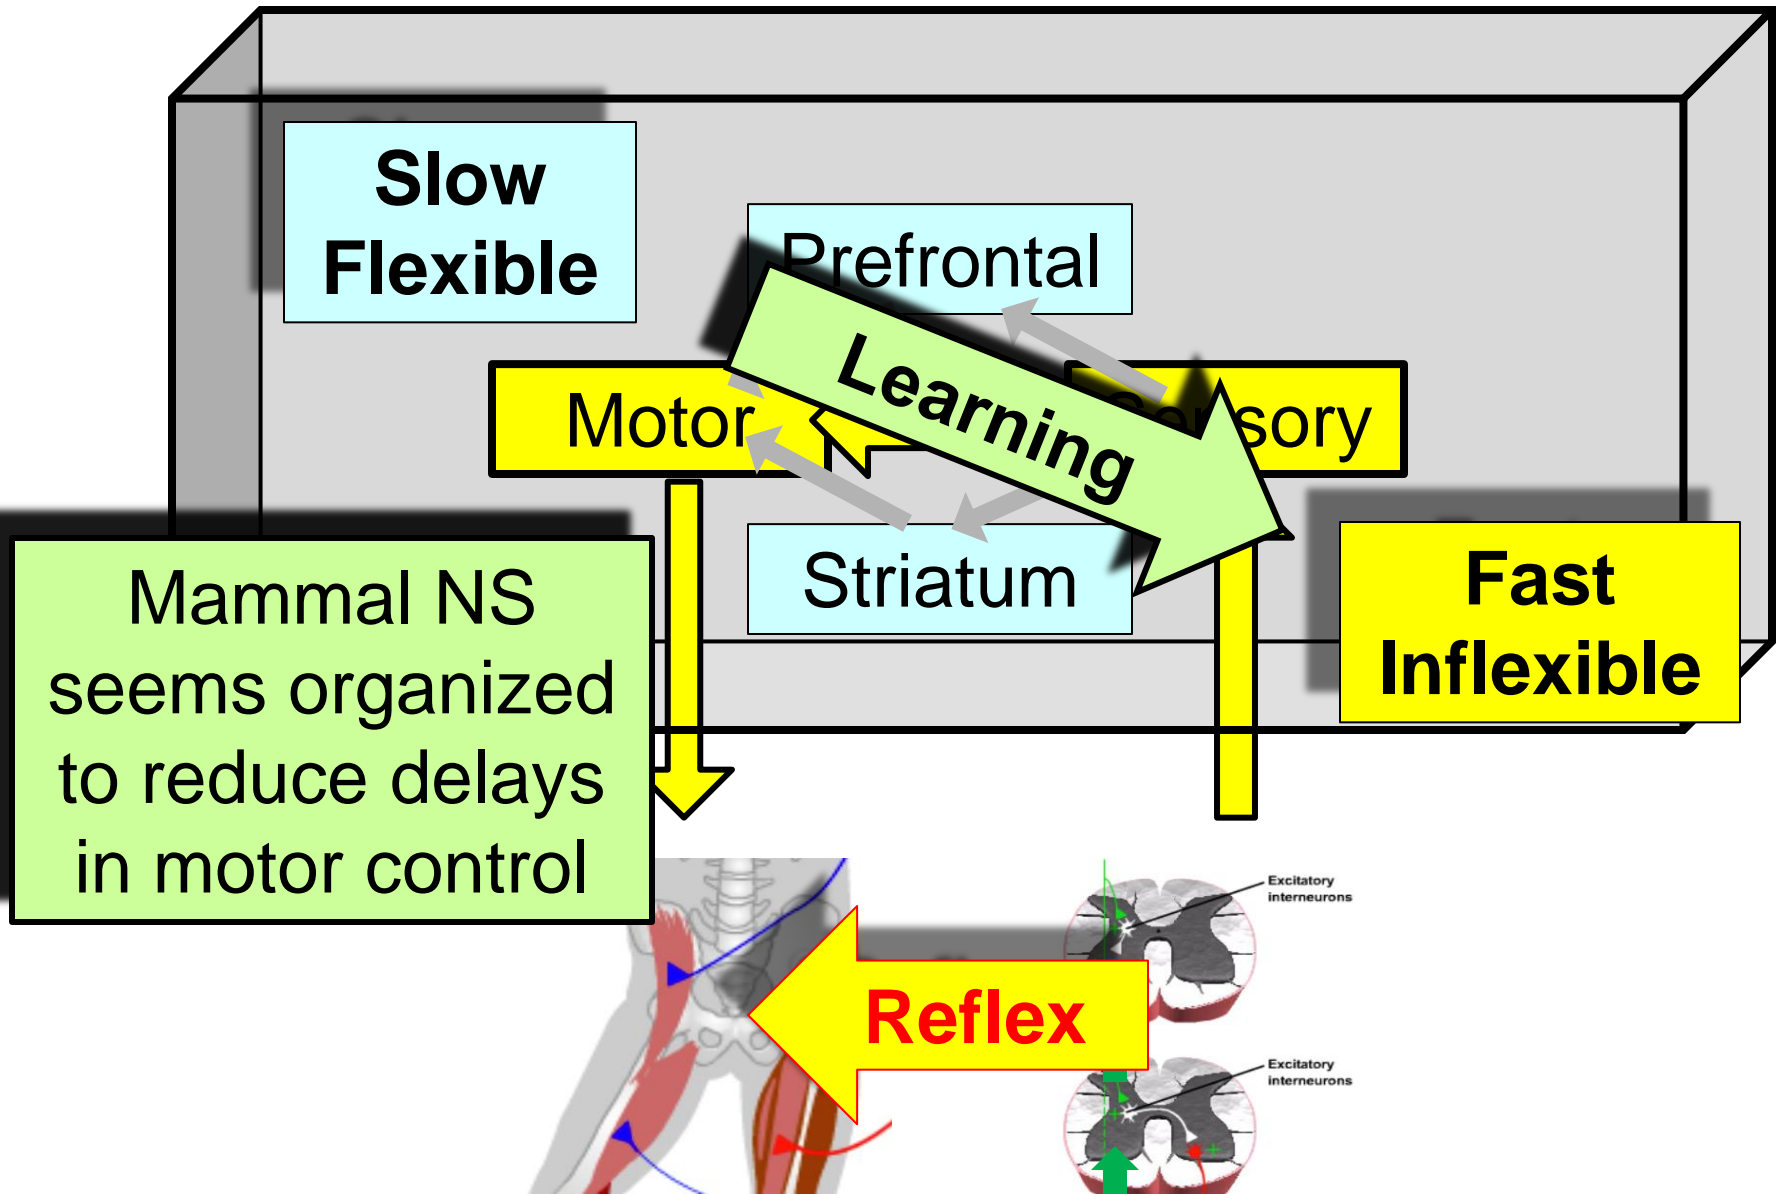 Slow
Flexible
Prefrontal
Learning
Motor
Sensory
Striatum
Fast
Inflexible
Mammal NS
seems organized
to reduce delays
in motor control
Excitatory
interneurons
Reflex
Excitatory
interneurons